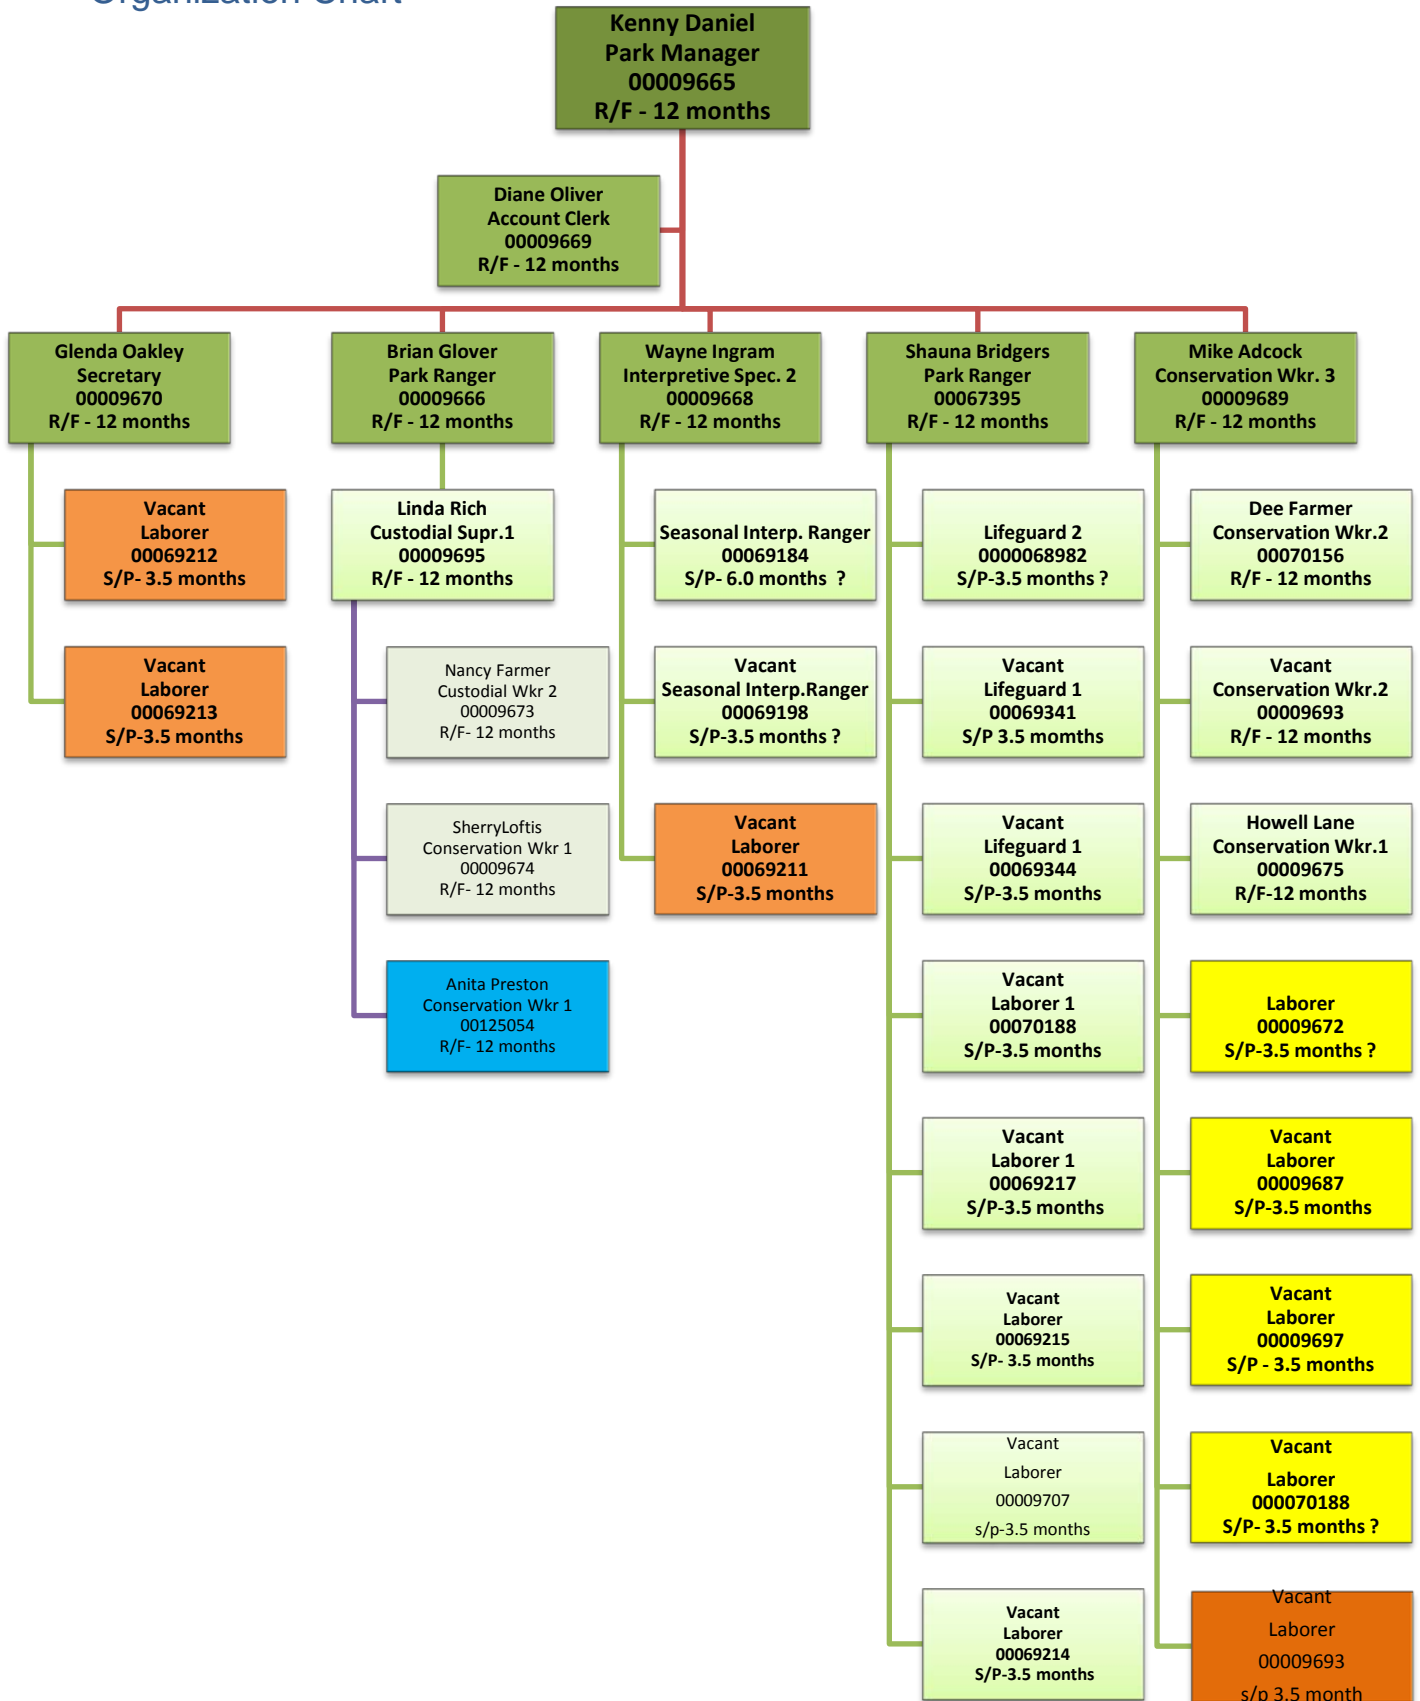 Organization Chart
Kenny Daniel
Park Manager
00009665
R/F - 12 months
Diane Oliver
Account Clerk
00009669
R/F - 12 months
Glenda Oakley
Secretary
00009670
R/F - 12 months
Brian Glover
Park Ranger
00009666
R/F - 12 months
Wayne Ingram
Interpretive Spec. 2
00009668
R/F - 12 months
Shauna Bridgers
Park Ranger
00067395
R/F - 12 months
Mike Adcock
Conservation Wkr. 3
00009689
R/F - 12 months
Vacant
Laborer
00069212
S/P- 3.5 months
Vacant
Laborer
00069213
S/P-3.5 months
Linda Rich
Custodial Supr.1
00009695
R/F - 12 months
Nancy Farmer
Custodial Wkr 2
00009673
R/F- 12 months
SherryLoftis
Conservation Wkr 1
00009674
R/F- 12 months
Anita Preston
Conservation Wkr 1
00125054
R/F- 12 months
Seasonal Interp. Ranger
00069184
S/P- 6.0 months ?
Vacant
Seasonal Interp.Ranger
00069198
S/P-3.5 months ?
Vacant
Laborer
00069211
S/P-3.5 months
Lifeguard 2
0000068982
S/P-3.5 months ?
Vacant
Lifeguard 1
00069341
S/P 3.5 momths
Vacant
Lifeguard 1
00069344
S/P-3.5 months
Vacant
Laborer 1
00070188
S/P-3.5 months
Vacant
Laborer 1
00069217
S/P-3.5 months
Vacant
Laborer
00069215
S/P- 3.5 months
Vacant
Laborer
00009707
s/p-3.5 months
Vacant
Laborer
00069214
S/P-3.5 months
Dee Farmer
Conservation Wkr.2
00070156
R/F - 12 months
Vacant
Conservation Wkr.2
00009693
R/F - 12 months
Howell Lane
Conservation Wkr.1
00009675
R/F-12 months
Laborer
00009672
S/P-3.5 months ?
Vacant
Laborer
00009687
S/P-3.5 months
Vacant
Laborer
00009697
S/P - 3.5 months
Vacant
Laborer
000070188
S/P- 3.5 months ?
Vacant
Laborer
00009693
s/p 3.5 month